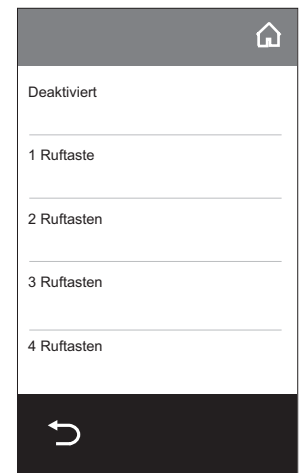 Deaktiviert
1 Ruftaste
2 Ruftasten
3 Ruftasten
4 Ruftasten